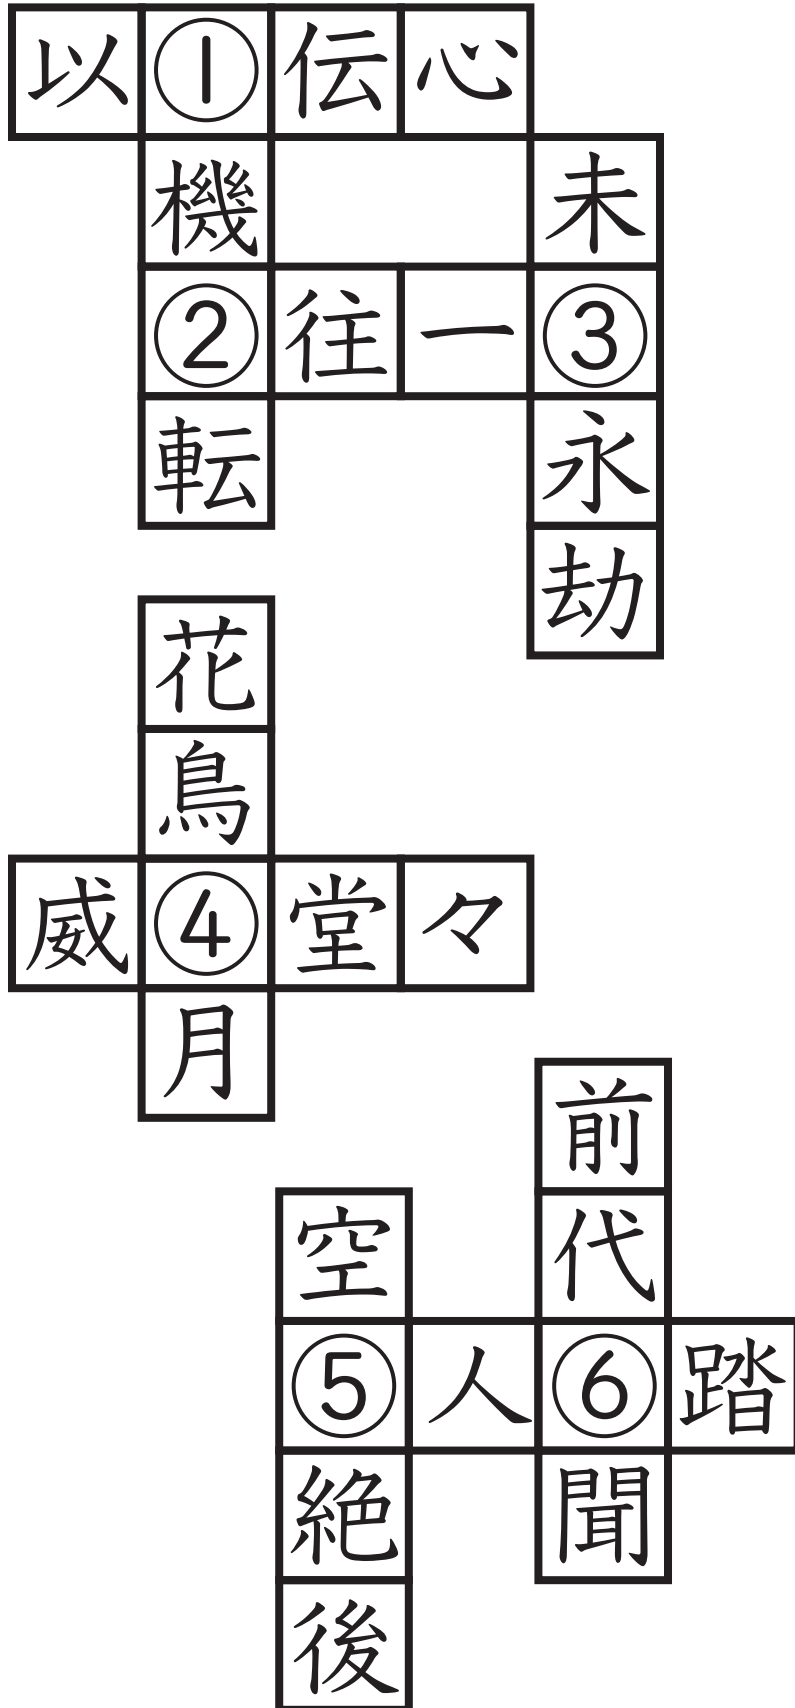 以①伝心
機 未
②往一③
転 永
劫
花
鳥
威④堂々
月
前
空 代
⑤人⑥踏
絶 聞
後